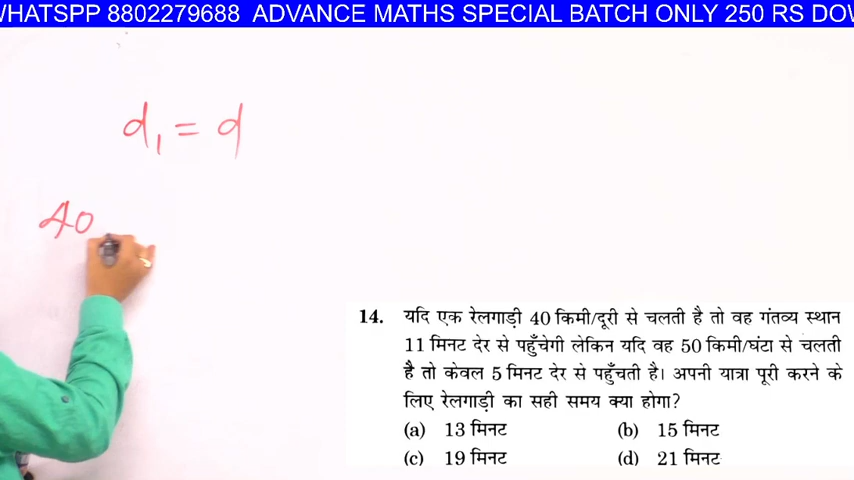 WHATSPP 8802279688 ADVANCE MATHS SPECIAL BATCH ONLY 250 RS DOW
d₁ = d
40
14. यदि एक रेलगाड़ी 40 किमी/दूरी से चलती है तो वह गंतव्य स्थान
11 मिनट देर से पहुँचेगी लेकिन यदि वह 50 किमी/घंटा से चलती
है तो केवल 5 मिनट देर से पहुँचती है। अपनी यात्रा पूरी करने के
लिए रेलगाड़ी का सही समय क्या होगा?
(a) 13 मिनट (b) 15 मिनट
(c) 19 मिनट (d) 21 मिनट